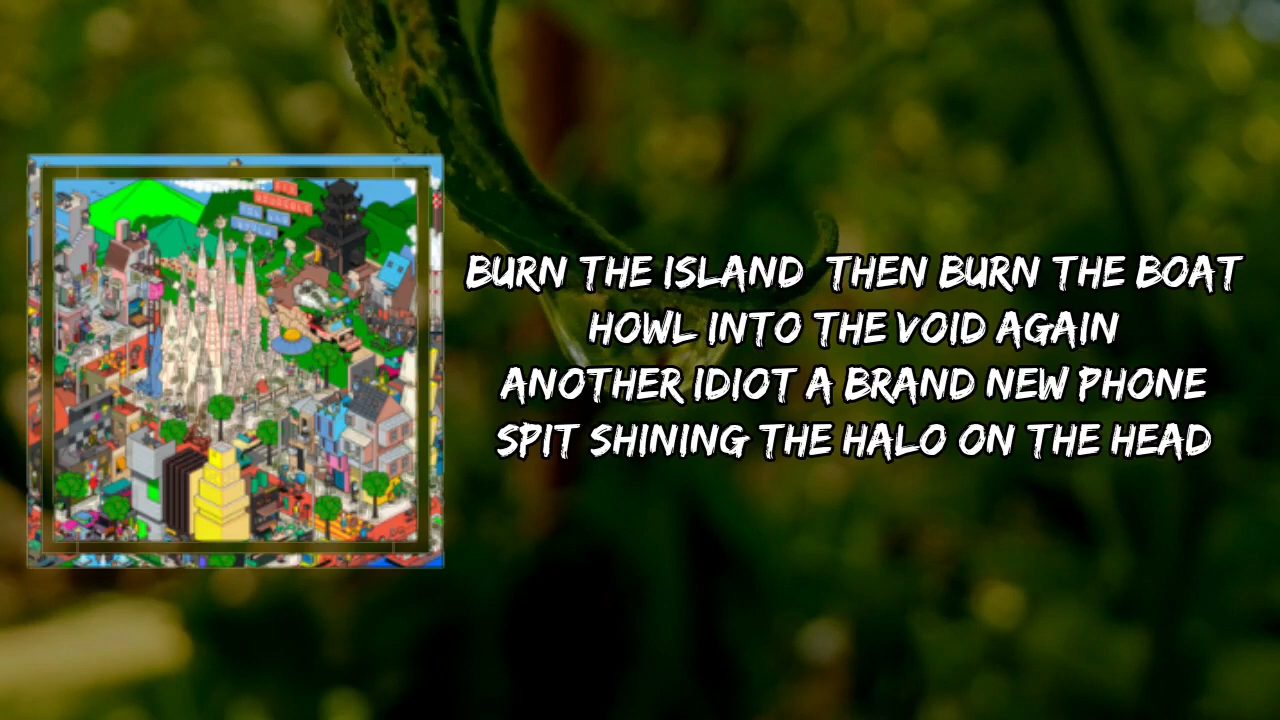 BURN THE ISLAND  THEN BURN THE BOAT
HOWL INTO THE VOID AGAIN
ANOTHER IDIOT A BRAND NEW PHONE
SPIT SHINING THE HALO ON THE HEAD